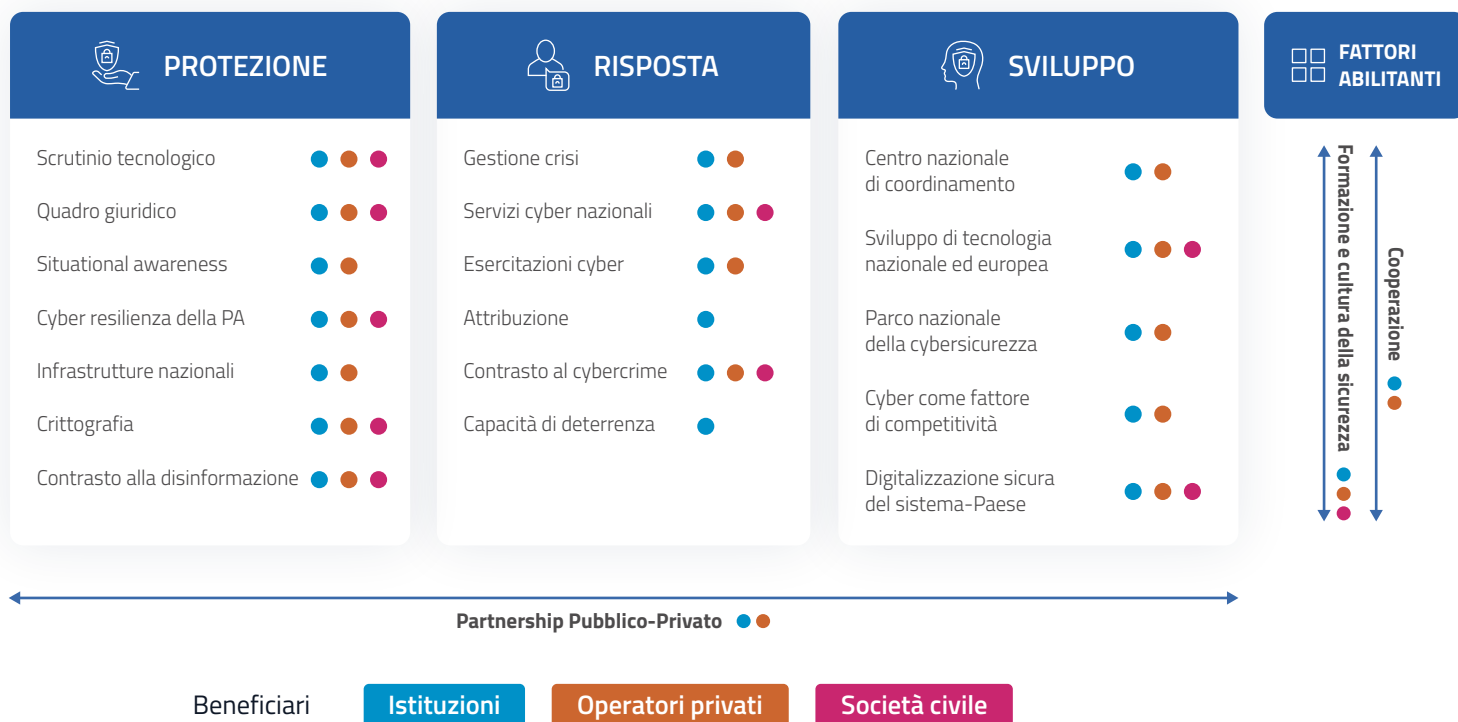 PROTEZIONE
Scrutinio tecnologico
Quadro giuridico
Situational awareness
Cyber resilienza della PA
Infrastrutture nazionali
Crittografia
Contrasto alla disinformazione
RISPOSTA
Gestione crisi
Servizi cyber nazionali
Esercitazioni cyber
Attribuzione
Contrasto al cybercrime
Capacità di deterrenza
SVILUPPO
Centro nazionale
di coordinamento
Sviluppo di tecnologia
nazionale ed europea
Parco nazionale
della cybersicurezza
Cyber come fattore
di competitività
Digitalizzazione sicura
del sistema-Paese
FATTORI
ABILITANTI
Formazione e cultura della sicurezza
Cooperazione
Partnership Pubblico-Privato
Beneficiari
Istituzioni
Operatori privati
Società civile